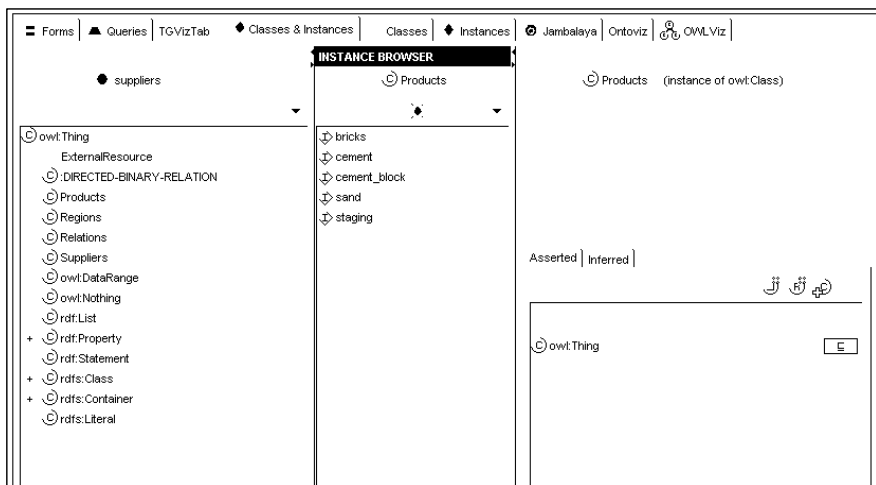 Forms Queries TGVizTab Classes & Instances Classes Instances Jambalaya Ontoviz OWLViz
INSTANCE BROWSER
suppliers
C Products
C Products (instance of owl:Class)
C owl:Thing
ExternalResource
C :DIRECTED-BINARY-RELATION
C Products
C Regions
C Relations
C Suppliers
C owl:DataRange
C owl:Nothing
C rdf:List
+ C rdf:Property
C rdf:Statement
+ C rdfs:Class
+ C rdfs:Container
C rdfs:Literal
I bricks
I cement
I cement_block
I sand
I staging
Asserted Inferred
R C
C owl:Thing ⊑